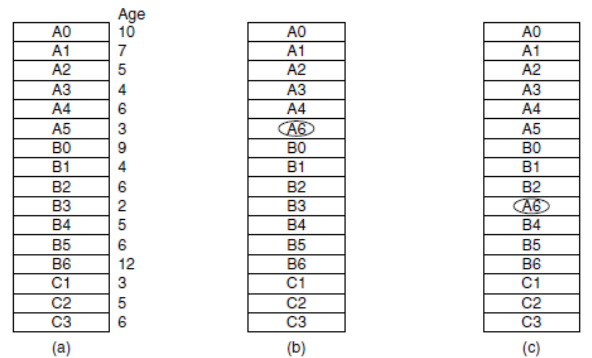 Age
A0 10 A0 A0
A1 7 A1 A1
A2 5 A2 A2
A3 4 A3 A3
A4 6 A4 A4
A5 3 A6 A5
B0 9 B0 B0
B1 4 B1 B1
B2 6 B2 B2
B3 2 B3 A6
B4 5 B4 B4
B5 6 B5 B5
B6 12 B6 B6
C1 3 C1 C1
C2 5 C2 C2
C3 6 C3 C3
(a) (b) (c)